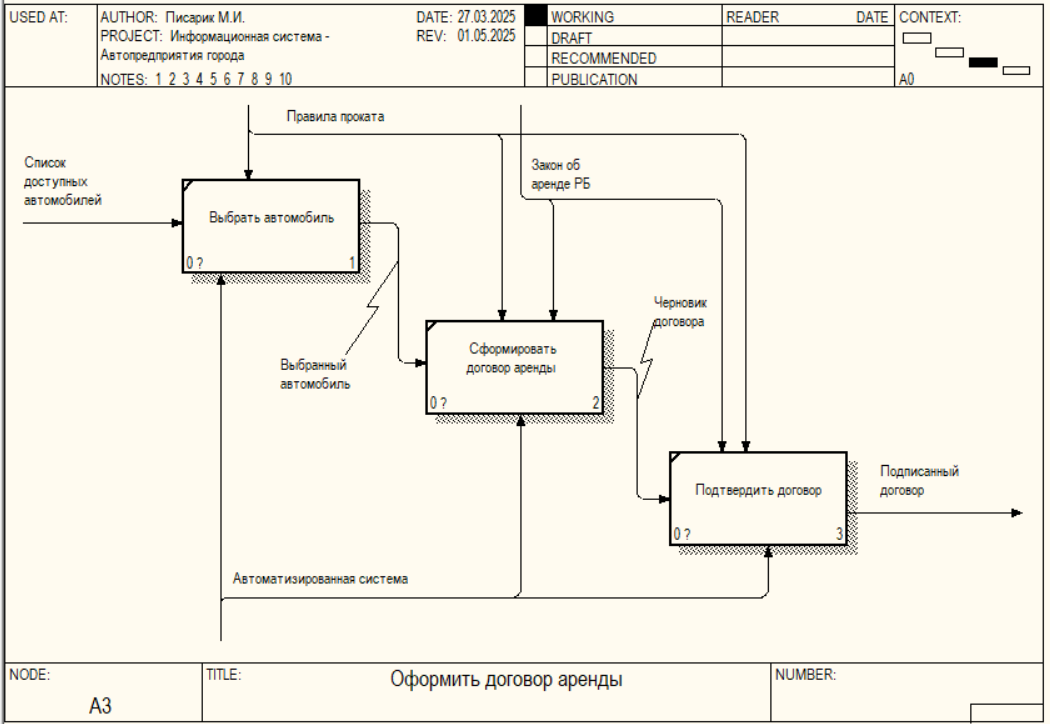 USED AT:
AUTHOR: Писарик М.И.
DATE: 27.03.2025
PROJECT: Информационная система -
Автопредприятия города
REV: 01.05.2025
NOTES: 1 2 3 4 5 6 7 8 9 10
WORKING
DRAFT
RECOMMENDED
PUBLICATION
READER
DATE
CONTEXT:
A0
Правила проката
Список
доступных
автомобилей
Закон об
аренде РБ
Выбрать автомобиль
0 ?
1
Выбранный
автомобиль
Черновик
договора
Сформировать
договор аренды
0 ?
2
Подтвердить договор
0 ?
3
Подписанный
договор
Автоматизированная система
NODE:
A3
TITLE:
Оформить договор аренды
NUMBER: